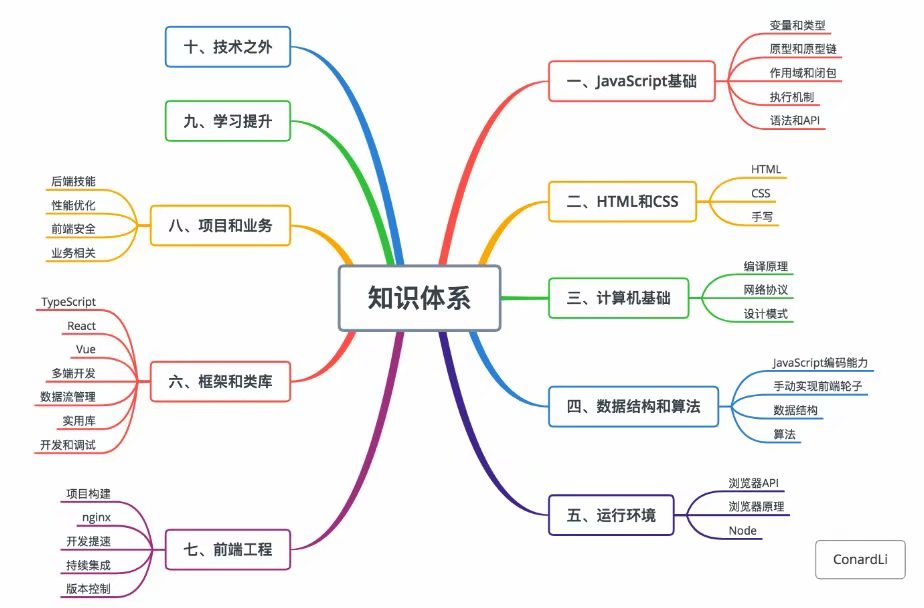 知识体系
一、JavaScript基础
变量和类型
原型和原型链
作用域和闭包
执行机制
语法和API
二、HTML和CSS
HTML
CSS
手写
三、计算机基础
编译原理
网络协议
设计模式
四、数据结构和算法
JavaScript编码能力
手动实现前端轮子
数据结构
算法
五、运行环境
浏览器API
浏览器原理
Node
六、框架和类库
TypeScript
React
Vue
多端开发
数据流管理
实用库
开发和调试
七、前端工程
项目构建
nginx
开发提速
持续集成
版本控制
八、项目和业务
后端技能
性能优化
前端安全
业务相关
九、学习提升
十、技术之外
ConardLi